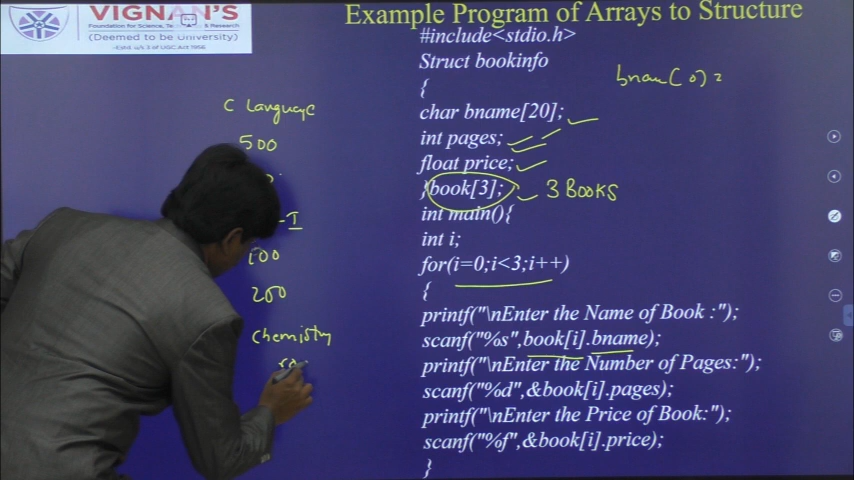 VIGNAN'S
Foundation for Science, Technology & Research
(Deemed to be University)
-Estd. u/s 3 of UGC Act 1956
Example Program of Arrays to Structure
#include<stdio.h>
Struct bookinfo
{
char bname[20];
int pages;
float price;
}book[3];
3 BOOKS
int main(){
int i;
for(i=0;i<3;i++)
{
printf("\nEnter the Name of Book :");
scanf("%s",book[i].bname);
printf("\nEnter the Number of Pages:");
scanf("%d",&book[i].pages);
printf("\nEnter the Price of Book:");
scanf("%f",&book[i].price);
}
C Language
500
-I
100
200
Chemistry